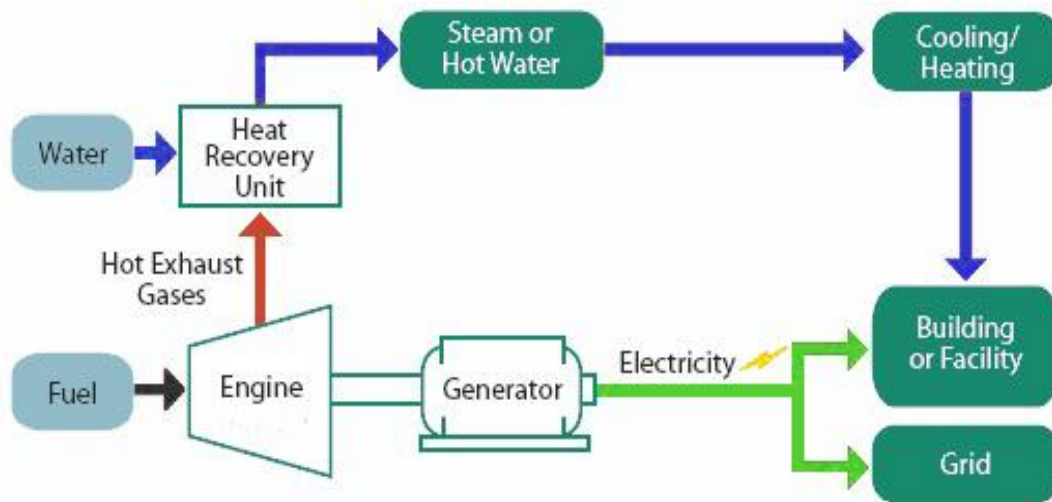 Steam or
Hot Water
Cooling/
Heating
Water
Heat
Recovery
Unit
Hot Exhaust
Gases
Fuel
Engine
Generator
Electricity
Building
or Facility
Grid